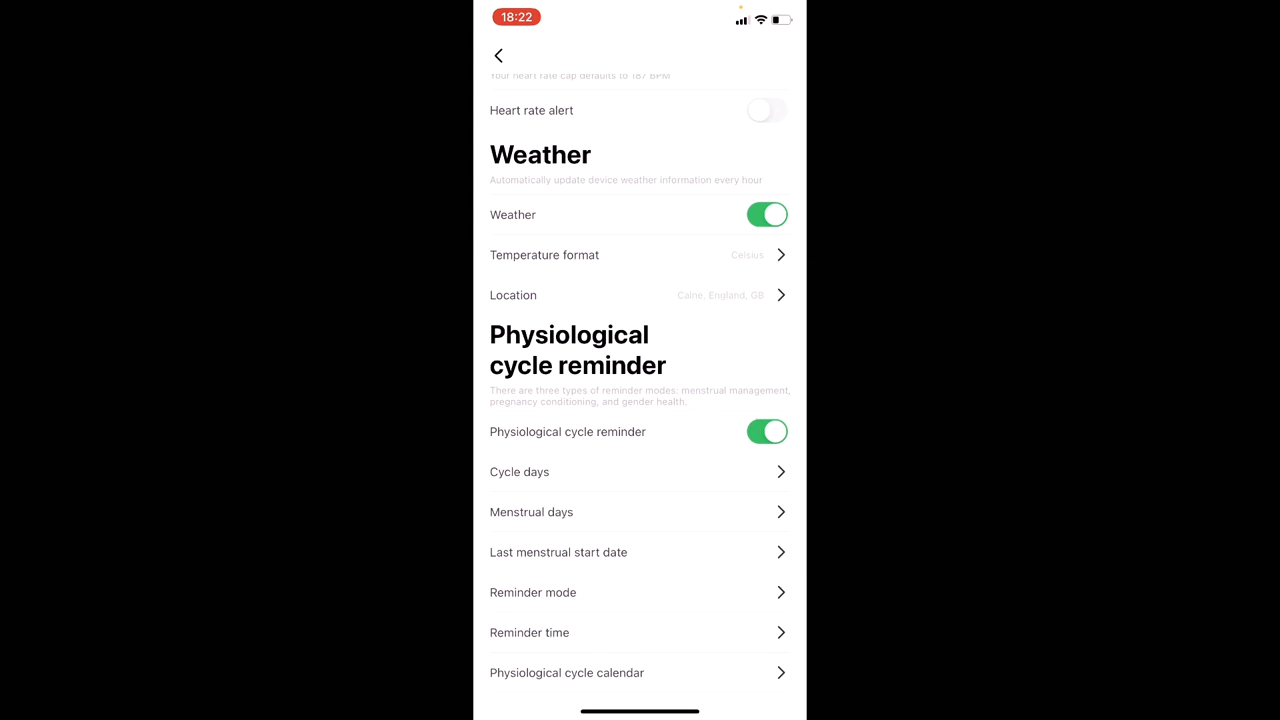 18:22
Your heart rate cap defaults to 187 BPM
Heart rate alert
Weather
Automatically update device weather information every hour
Weather
Temperature format Celsius
Location Calne, England, GB
Physiological
cycle reminder
There are three types of reminder modes: menstrual management,
pregnancy conditioning, and gender health.
Physiological cycle reminder
Cycle days
Menstrual days
Last menstrual start date
Reminder mode
Reminder time
Physiological cycle calendar